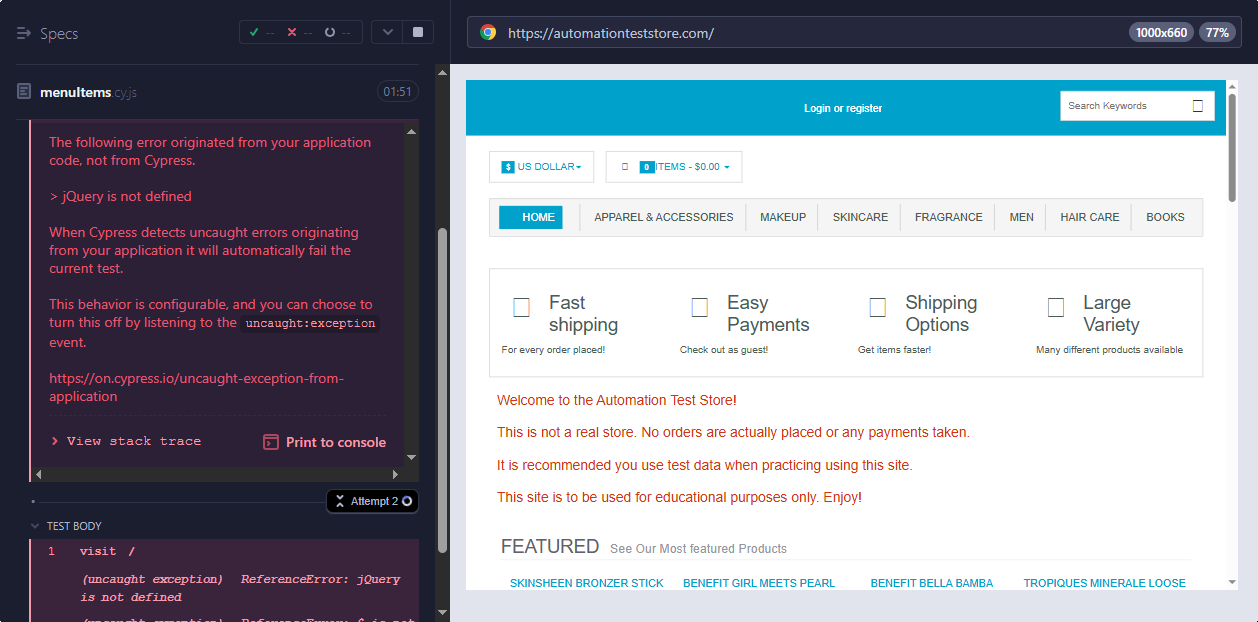 Specs
-- -- --
menuItems.cy.js 01:51
The following error originated from your application
code, not from Cypress.
> jQuery is not defined
When Cypress detects uncaught errors originating
from your application it will automatically fail the
current test.
This behavior is configurable, and you can choose to
turn this off by listening to the uncaught:exception
event.
https://on.cypress.io/uncaught-exception-from-
application
View stack trace Print to console
Attempt 2
TEST BODY
1 visit /
(uncaught exception) ReferenceError: jQuery
is not defined
(uncaught exception) ReferenceError: $ is not
https://automationteststore.com/ 1000x660 77%
Login or register Search Keywords
$ US DOLLAR 0 ITEMS - $0.00
HOME APPAREL & ACCESSORIES MAKEUP SKINCARE FRAGRANCE MEN HAIR CARE BOOKS
Fast
shipping
For every order placed!
Easy
Payments
Check out as guest!
Shipping
Options
Get items faster!
Large
Variety
Many different products available
Welcome to the Automation Test Store!
This is not a real store. No orders are actually placed or any payments taken.
It is recommended you use test data when practicing using this site.
This site is to be used for educational purposes only. Enjoy!
FEATURED See Our Most featured Products
SKINSHEEN BRONZER STICK BENEFIT GIRL MEETS PEARL BENEFIT BELLA BAMBA TROPIQUES MINERALE LOOSE